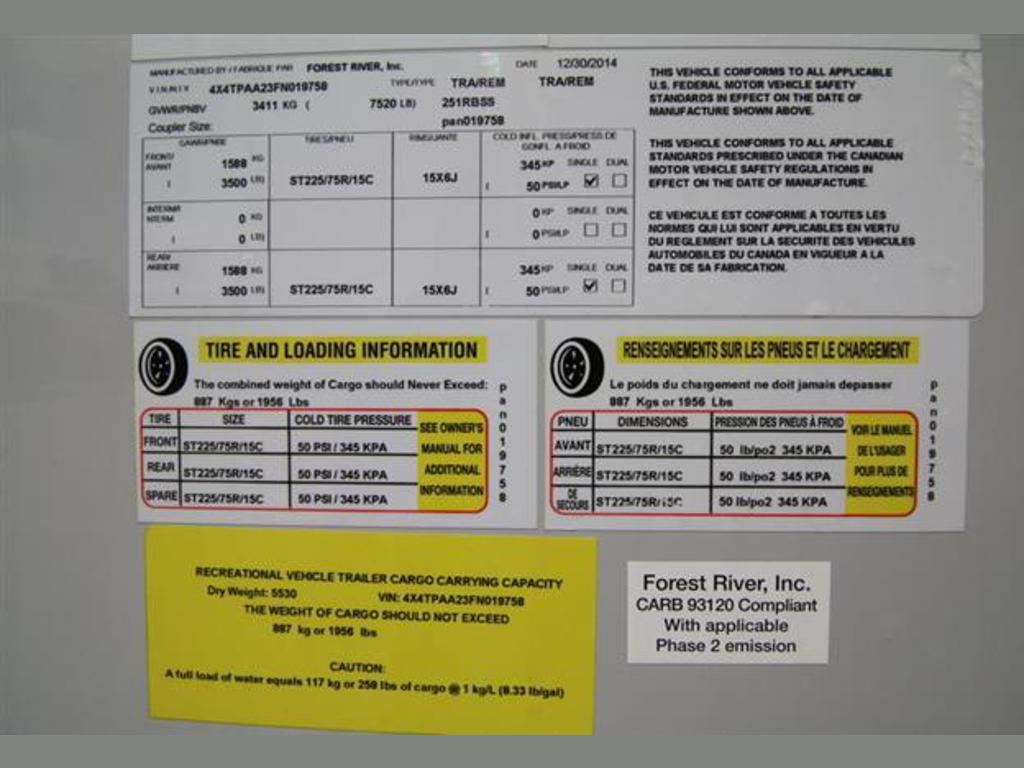 MANUFACTURED BY / FABRIQUE PAR FOREST RIVER, Inc. DATE 12/30/2014
V.I.N./N.I.V 4X4TPAA23FN019758 TYPE/TYPE TRA/REM TRA/REM
GVWR/PNBV 3411 KG ( 7520 LB) 251RBSS
pan019758
Coupler Size:
GAWR/PNBE TIRES/PNEU RIMS/JANTE COLD INFL. PRESS/PRESS DE
GONFL. A FROID
FRONT/ AVANT 1588 KG 345 KP SINGLE DUAL
( 3500 LB) ST225/75R/15C 15X6J ( 50 PSI/LP
INTERM/ INTERM 0 KG 0 KP SINGLE DUAL
( 0 LB) ( 0 PSI/LP
REAR/ ARRIERE 1588 KG 345 KP SINGLE DUAL
( 3500 LB) ST225/75R/15C 15X6J ( 50 PSI/LP
THIS VEHICLE CONFORMS TO ALL APPLICABLE
U.S. FEDERAL MOTOR VEHICLE SAFETY
STANDARDS IN EFFECT ON THE DATE OF
MANUFACTURE SHOWN ABOVE.
THIS VEHICLE CONFORMS TO ALL APPLICABLE
STANDARDS PRESCRIBED UNDER THE CANADIAN
MOTOR VEHICLE SAFETY REGULATIONS IN
EFFECT ON THE DATE OF MANUFACTURE.
CE VEHICULE EST CONFORME A TOUTES LES
NORMES QUI LUI SONT APPLICABLES EN VERTU
DU REGLEMENT SUR LA SECURITE DES VEHICULES
AUTOMOBILES DU CANADA EN VIGUEUR A LA
DATE DE SA FABRICATION.
TIRE AND LOADING INFORMATION
The combined weight of Cargo should Never Exceed:
887 Kgs or 1956 Lbs
TIRE SIZE COLD TIRE PRESSURE
FRONT ST225/75R/15C 50 PSI / 345 KPA
REAR ST225/75R/15C 50 PSI / 345 KPA
SPARE ST225/75R/15C 50 PSI / 345 KPA
SEE OWNER'S
MANUAL FOR
ADDITIONAL
INFORMATION
pan019758
RENSEIGNEMENTS SUR LES PNEUS ET LE CHARGEMENT
Le poids du chargement ne doit jamais depasser
887 Kgs or 1956 Lbs
PNEU DIMENSIONS PRESSION DES PNEUS À FROID
AVANT ST225/75R/15C 50 lb/po2 345 KPA
ARRIÈRE ST225/75R/15C 50 lb/po2 345 KPA
DE SECOURS ST225/75R/15C 50 lb/po2 345 KPA
VOIR LE MANUEL
DE L'USAGER
POUR PLUS DE
RENSEIGNEMENTS
pan019758
RECREATIONAL VEHICLE TRAILER CARGO CARRYING CAPACITY
Dry Weight: 5530 VIN: 4X4TPAA23FN019758
THE WEIGHT OF CARGO SHOULD NOT EXCEED
887 kg or 1956 lbs
CAUTION:
A full load of water equals 117 kg or 258 lbs of cargo @ 1 kg/L (8.33 lb/gal)
Forest River, Inc.
CARB 93120 Compliant
With applicable
Phase 2 emission